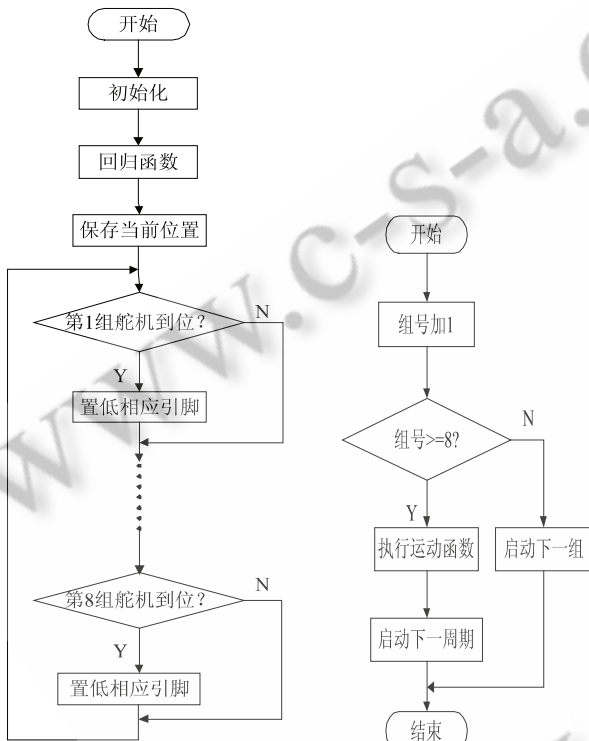 开始
初始化
回归函数
保存当前位置
第1组舵机到位？
N
Y
置低相应引脚
第8组舵机到位？
N
Y
置低相应引脚
开始
组号加1
组号>=8?
N
Y
执行运动函数
启动下一组
启动下一周期
结束
www.c-s-a.